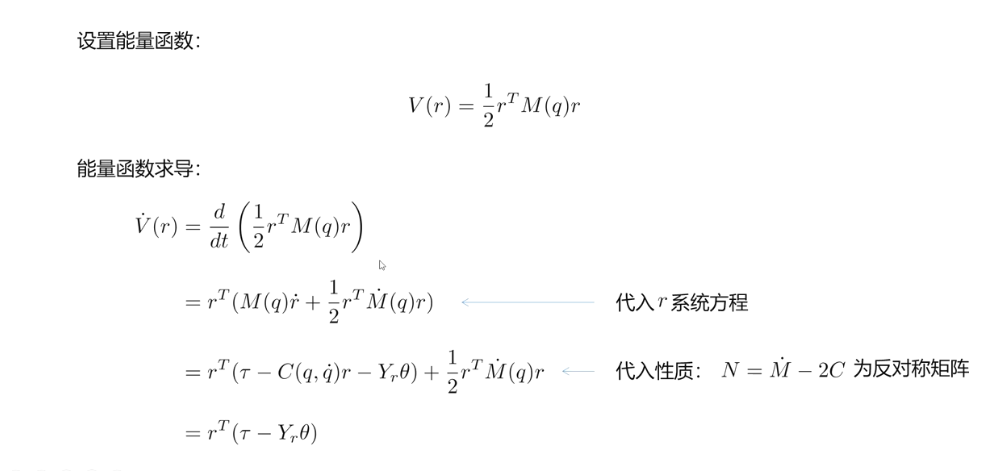 设置能量函数：
V(r) = \frac{1}{2} r^T M(q) r
能量函数求导：
\dot{V}(r) = \frac{d}{dt} \left( \frac{1}{2} r^T M(q) r \right)
= r^T (M(q) \dot{r} + \frac{1}{2} r^T \dot{M}(q) r) 代入 r 系统方程
= r^T (\tau - C(q, \dot{q}) r - Y_r \theta) + \frac{1}{2} r^T \dot{M}(q) r 代入性质： N = \dot{M} - 2C 为反对称矩阵
= r^T (\tau - Y_r \theta)